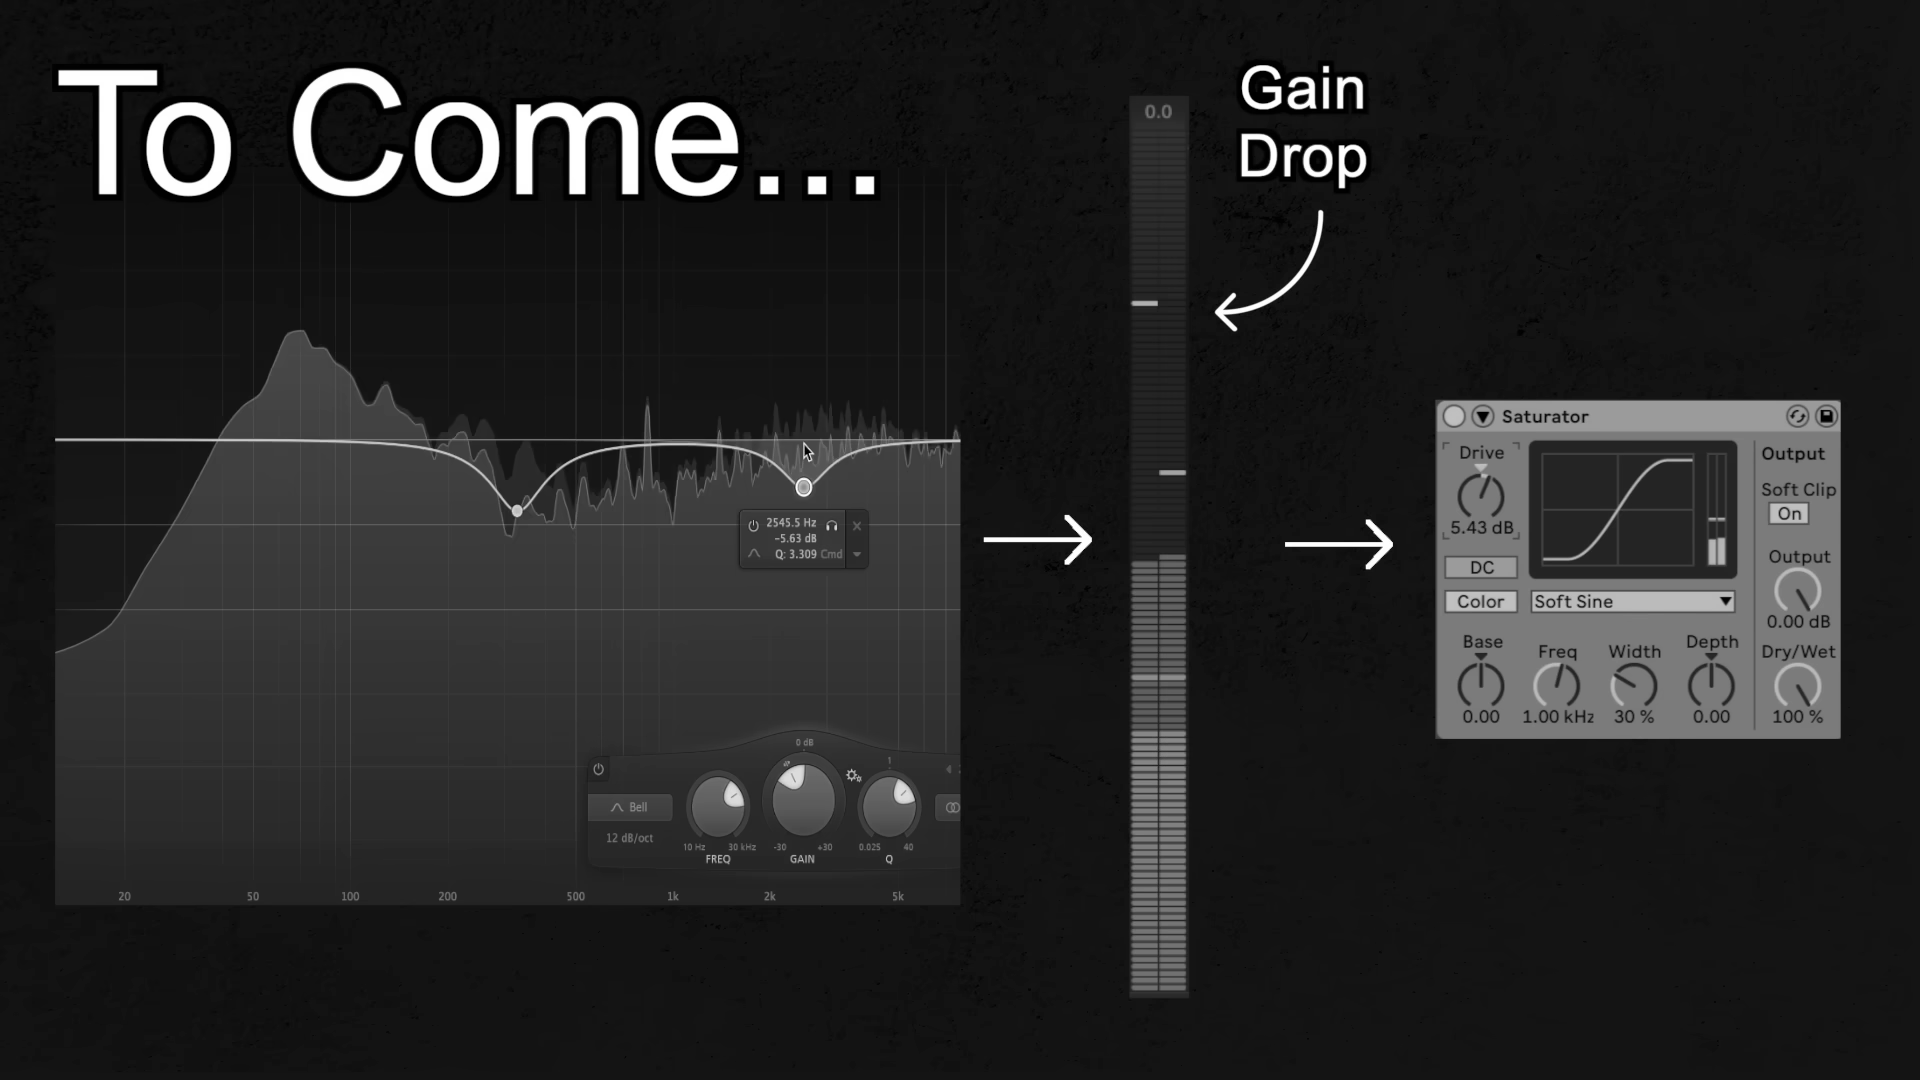 To Come...
Gain
Drop
0.0
2545.5 Hz
-5.63 dB
Q: 3.309 Cmd
0 dB
1
Bell
12 dB/oct
10 Hz 30 kHz
FREQ
-30 +30
GAIN
0.025 40
Q
20 50 100 200 500 1k 2k 5k
Saturator
Drive
5.43 dB
DC
Color
Soft Sine
Base
0.00
Freq
1.00 kHz
Width
30 %
Depth
0.00
Output
Soft Clip
On
Output
0.00 dB
Dry/Wet
100 %